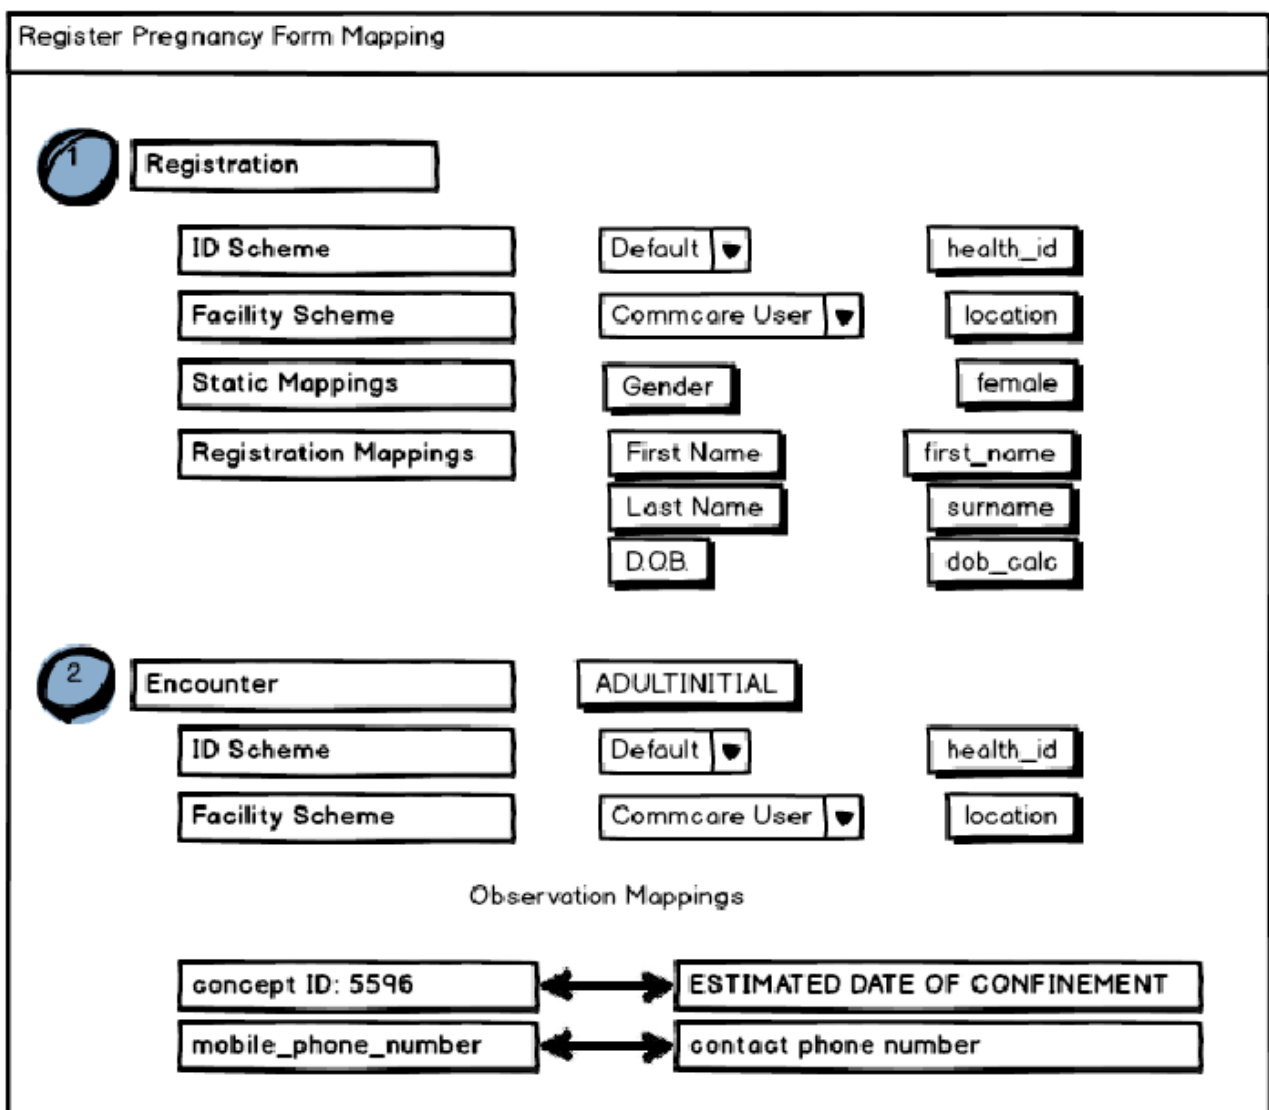 Register Pregnancy Form Mapping
1 Registration
ID Scheme Default health_id
Facility Scheme Commcare User location
Static Mappings Gender female
Registration Mappings First Name first_name
Last Name surname
D.O.B. dob_calc
2 Encounter ADULTINITIAL
ID Scheme Default health_id
Facility Scheme Commcare User location
Observation Mappings
concept ID: 5596 ESTIMATED DATE OF CONFINEMENT
mobile_phone_number contact phone number